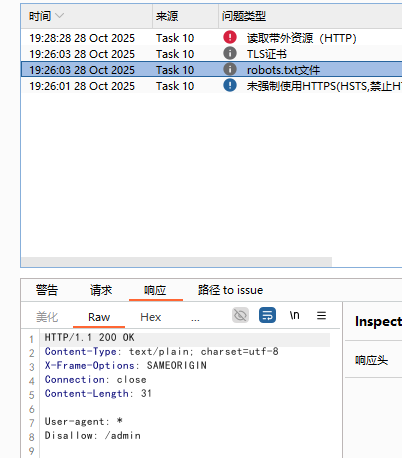 时间 来源 问题类型
19:28:28 28 Oct 2025 Task 10 读取带外资源（HTTP）
19:26:03 28 Oct 2025 Task 10 TLS证书
19:26:03 28 Oct 2025 Task 10 robots.txt文件
19:26:01 28 Oct 2025 Task 10 未强制使用HTTPS(HSTS,禁止H
警告 请求 响应 路径 to issue
美化 Raw Hex ... \n
Inspect
响应头
1 HTTP/1.1 200 OK
2 Content-Type: text/plain; charset=utf-8
3 X-Frame-Options: SAMEORIGIN
4 Connection: close
5 Content-Length: 31
6
7 User-agent: *
8 Disallow: /admin